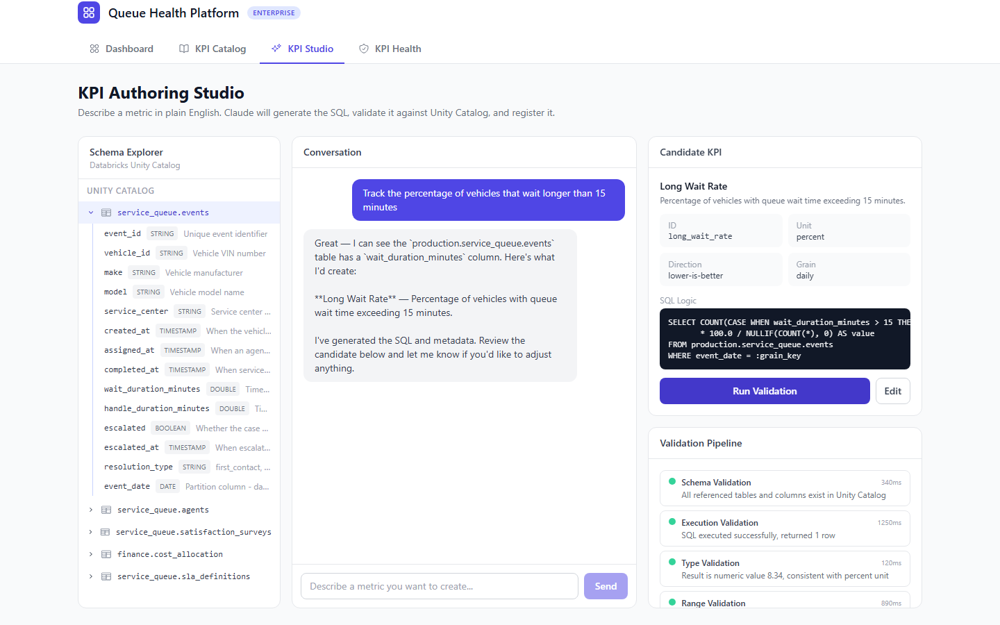 Queue Health Platform ENTERPRISE
Dashboard KPI Catalog KPI Studio KPI Health
KPI Authoring Studio
Describe a metric in plain English. Claude will generate the SQL, validate it against Unity Catalog, and register it.
Schema Explorer
Databricks Unity Catalog
UNITY CATALOG
service_queue.events
event_id STRING Unique event identifier
vehicle_id STRING Vehicle VIN number
make STRING Vehicle manufacturer
model STRING Vehicle model name
service_center STRING Service center ...
created_at TIMESTAMP When the vehicl...
assigned_at TIMESTAMP When an agen...
completed_at TIMESTAMP When service...
wait_duration_minutes DOUBLE Time...
handle_duration_minutes DOUBLE Ti...
escalated BOOLEAN Whether the case ...
escalated_at TIMESTAMP When escalat...
resolution_type STRING first_contact, ...
event_date DATE Partition column - da...
service_queue.agents
service_queue.satisfaction_surveys
finance.cost_allocation
service_queue.sla_definitions
Conversation
Track the percentage of vehicles that wait longer than 15
minutes
Great — I can see the `production.service_queue.events`
table has a `wait_duration_minutes` column. Here's what
I'd create:
**Long Wait Rate** — Percentage of vehicles with queue
wait time exceeding 15 minutes.
I've generated the SQL and metadata. Review the
candidate below and let me know if you'd like to adjust
anything.
Describe a metric you want to create...
Send
Candidate KPI
Long Wait Rate
Percentage of vehicles with queue wait time exceeding 15 minutes.
ID
long_wait_rate
Unit
percent
Direction
lower-is-better
Grain
daily
SQL Logic
SELECT COUNT(CASE WHEN wait_duration_minutes > 15 THE
* 100.0 / NULLIF(COUNT(*), 0) AS value
FROM production.service_queue.events
WHERE event_date = :grain_key
Run Validation
Edit
Validation Pipeline
Schema Validation 340ms
All referenced tables and columns exist in Unity Catalog
Execution Validation 1250ms
SQL executed successfully, returned 1 row
Type Validation 120ms
Result is numeric value 8.34, consistent with percent unit
Range Validation 890ms